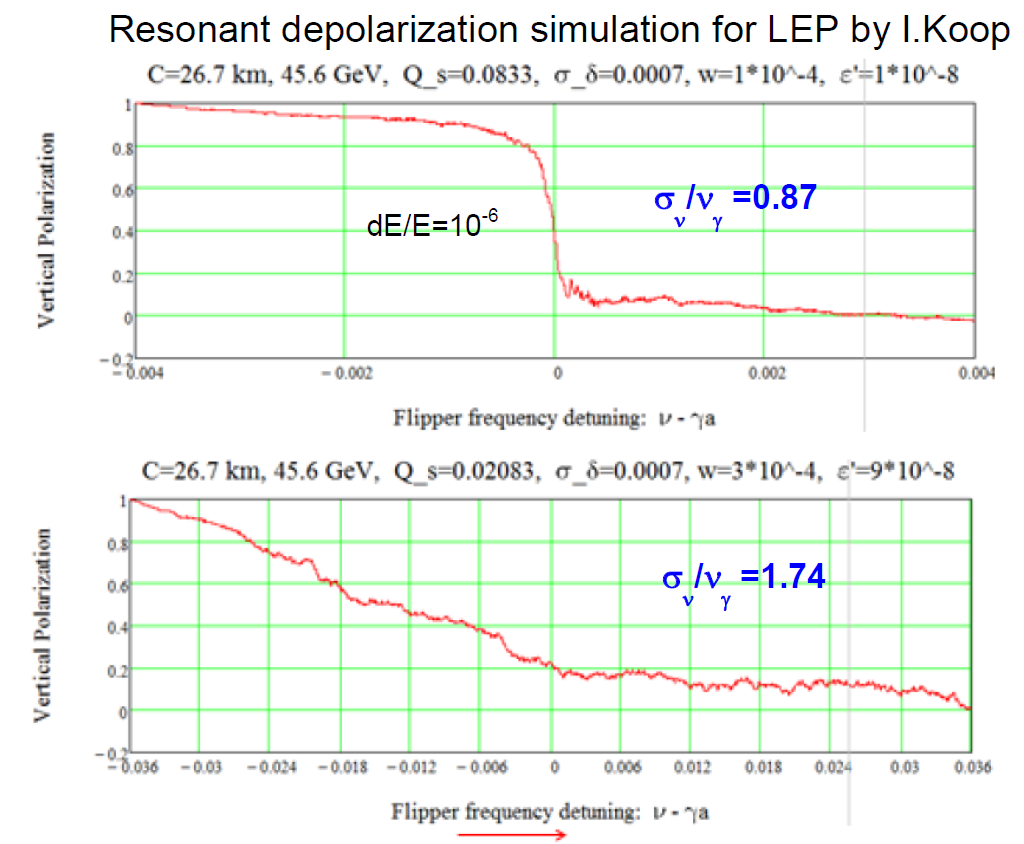 Resonant depolarization simulation for LEP by I.Koop
C=26.7 km, 45.6 GeV, Q_s=0.0833, σ_δ=0.0007, w=1*10^-4, ε'=1*10^-8
Vertical Polarization
1
0.8
0.6
0.4
0.2
0
−0.2
σν/νγ =0.87
dE/E=10-6
−0.004 −0.002 0 0.002 0.004
Flipper frequency detuning: ν - γa
C=26.7 km, 45.6 GeV, Q_s=0.02083, σ_δ=0.0007, w=3*10^-4, ε'=9*10^-8
Vertical Polarization
1
0.8
0.6
0.4
0.2
0
−0.2
σν/νγ =1.74
−0.036 −0.03 −0.024 −0.018 −0.012 −0.006 0 0.006 0.012 0.018 0.024 0.03 0.036
Flipper frequency detuning: ν - γa